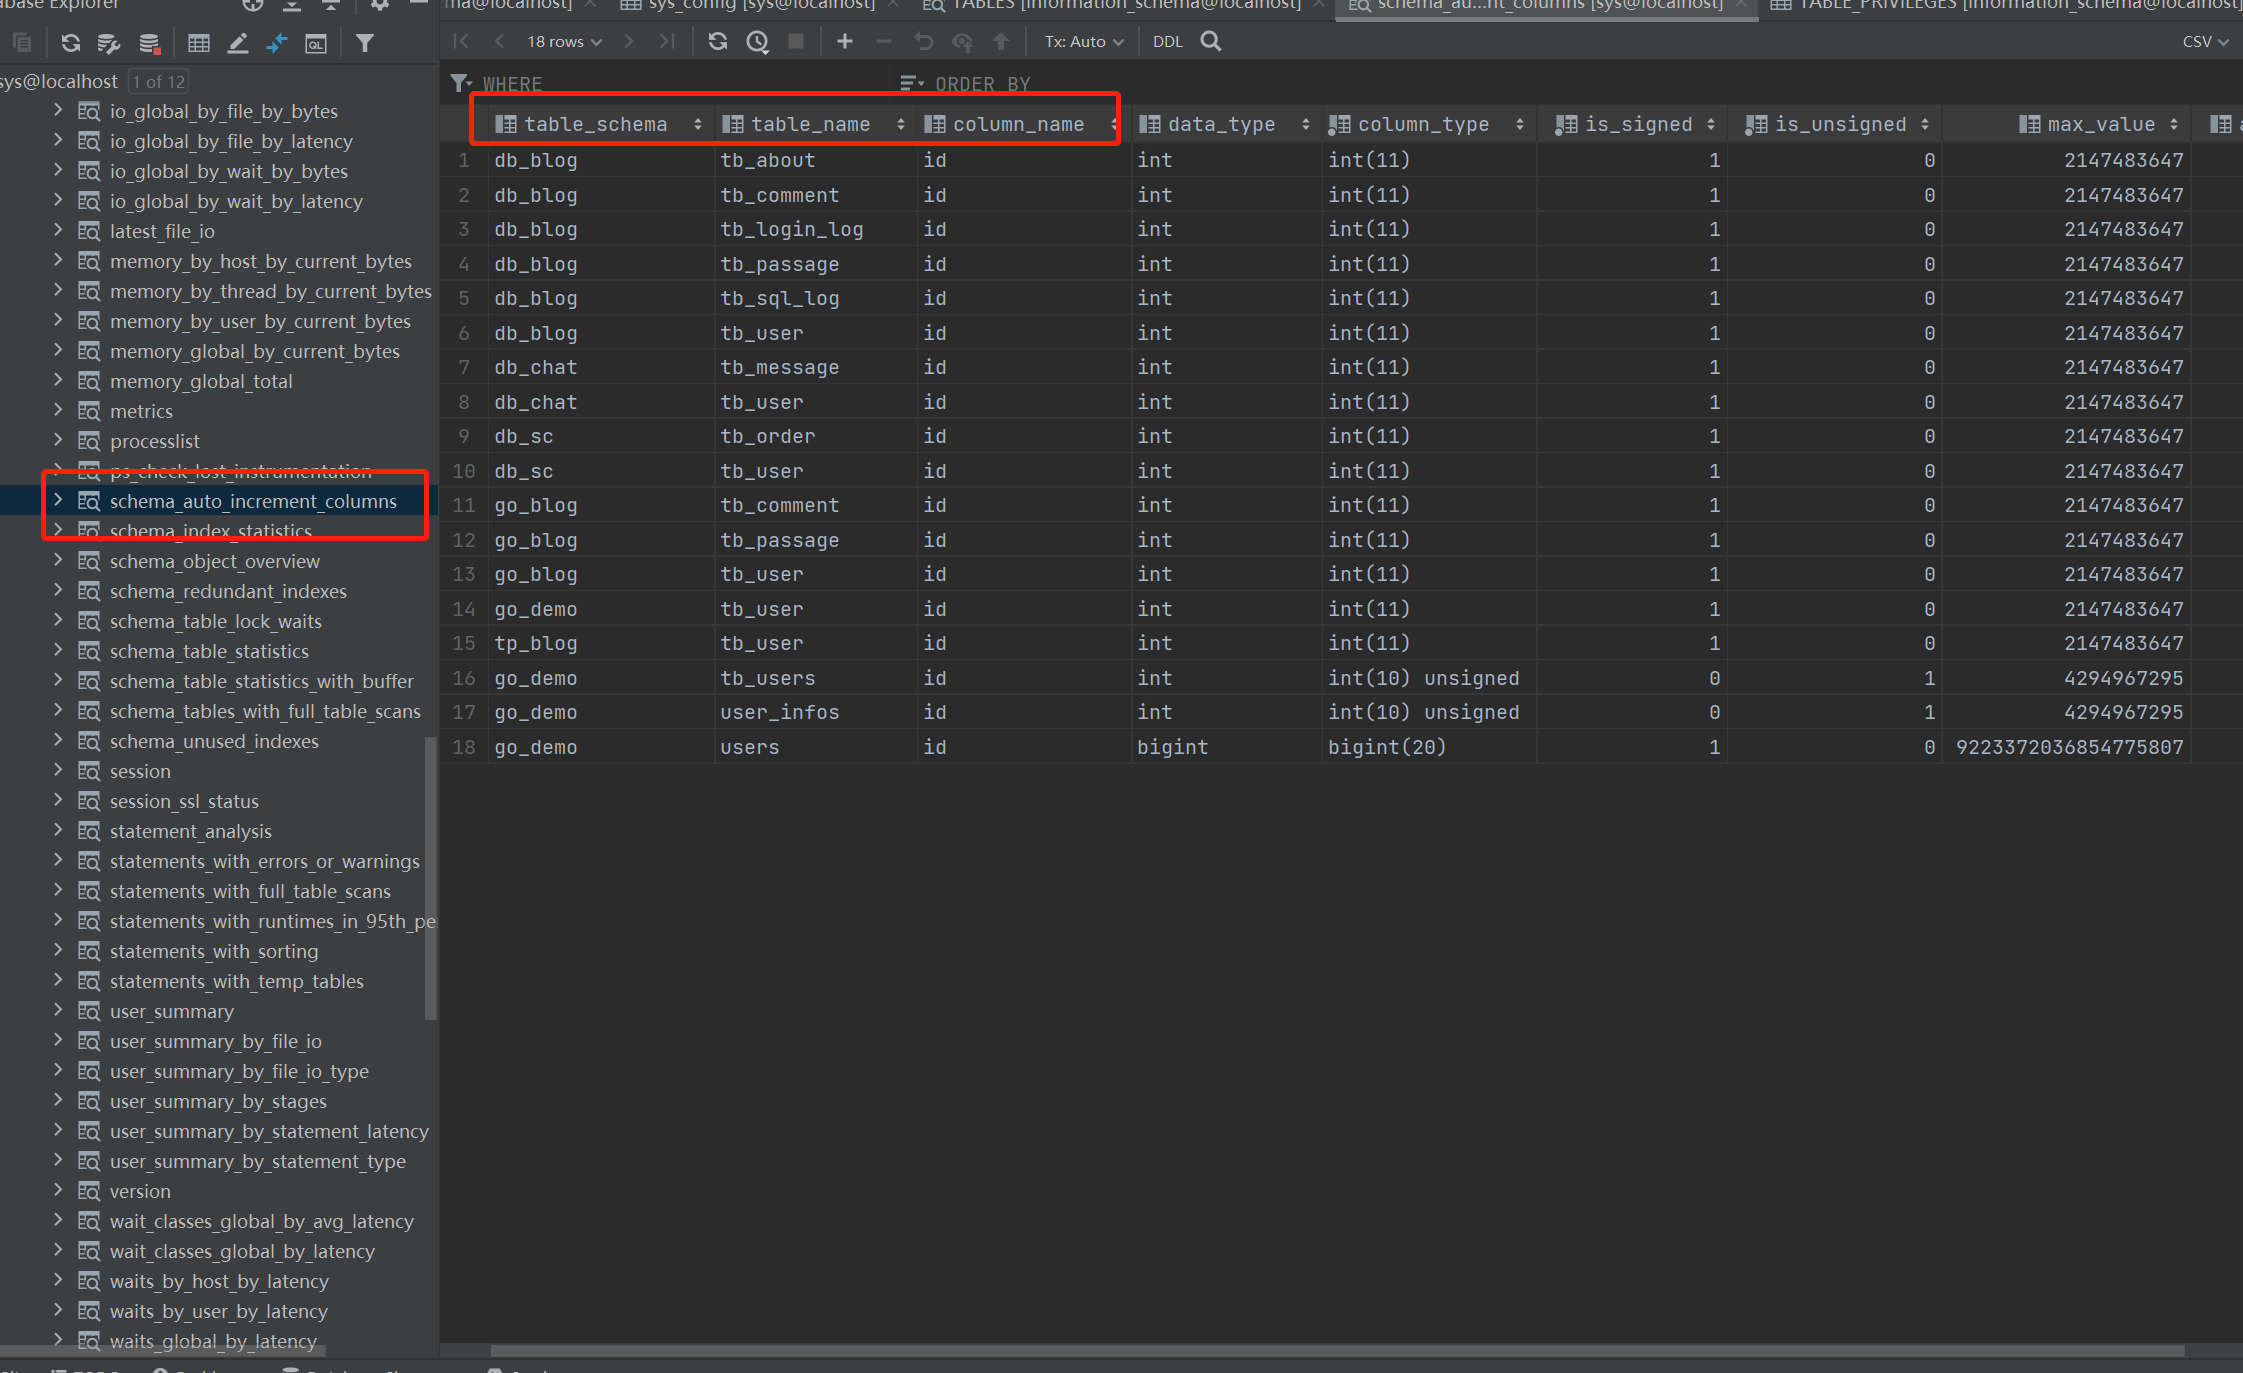 abase Explorer
ma@localhost]
sys_config [sys@localhost]
TABLES [information_schema@localhost]
schema_au...nt_columns [sys@localhost]
TABLE_PRIVILEGES [information_schema@localhost]
QL
18 rows
Tx: Auto
DDL
CSV
sys@localhost 1 of 12
WHERE
ORDER BY
io_global_by_file_by_bytes
io_global_by_file_by_latency
io_global_by_wait_by_bytes
io_global_by_wait_by_latency
latest_file_io
memory_by_host_by_current_bytes
memory_by_thread_by_current_bytes
memory_by_user_by_current_bytes
memory_global_by_current_bytes
memory_global_total
metrics
processlist
ps_check_lost_instrumentation
schema_auto_increment_columns
schema_index_statistics
schema_object_overview
schema_redundant_indexes
schema_table_lock_waits
schema_table_statistics
schema_table_statistics_with_buffer
schema_tables_with_full_table_scans
schema_unused_indexes
session
session_ssl_status
statement_analysis
statements_with_errors_or_warnings
statements_with_full_table_scans
statements_with_runtimes_in_95th_pe
statements_with_sorting
statements_with_temp_tables
user_summary
user_summary_by_file_io
user_summary_by_file_io_type
user_summary_by_stages
user_summary_by_statement_latency
user_summary_by_statement_type
version
wait_classes_global_by_avg_latency
wait_classes_global_by_latency
waits_by_host_by_latency
waits_by_user_by_latency
waits_global_by_latency
table_schema table_name column_name data_type column_type is_signed is_unsigned max_value
1 db_blog tb_about id int int(11) 1 0 2147483647
2 db_blog tb_comment id int int(11) 1 0 2147483647
3 db_blog tb_login_log id int int(11) 1 0 2147483647
4 db_blog tb_passage id int int(11) 1 0 2147483647
5 db_blog tb_sql_log id int int(11) 1 0 2147483647
6 db_blog tb_user id int int(11) 1 0 2147483647
7 db_chat tb_message id int int(11) 1 0 2147483647
8 db_chat tb_user id int int(11) 1 0 2147483647
9 db_sc tb_order id int int(11) 1 0 2147483647
10 db_sc tb_user id int int(11) 1 0 2147483647
11 go_blog tb_comment id int int(11) 1 0 2147483647
12 go_blog tb_passage id int int(11) 1 0 2147483647
13 go_blog tb_user id int int(11) 1 0 2147483647
14 go_demo tb_user id int int(11) 1 0 2147483647
15 tp_blog tb_user id int int(11) 1 0 2147483647
16 go_demo tb_users id int int(10) unsigned 0 1 4294967295
17 go_demo user_infos id int int(10) unsigned 0 1 4294967295
18 go_demo users id bigint bigint(20) 1 0 9223372036854775807